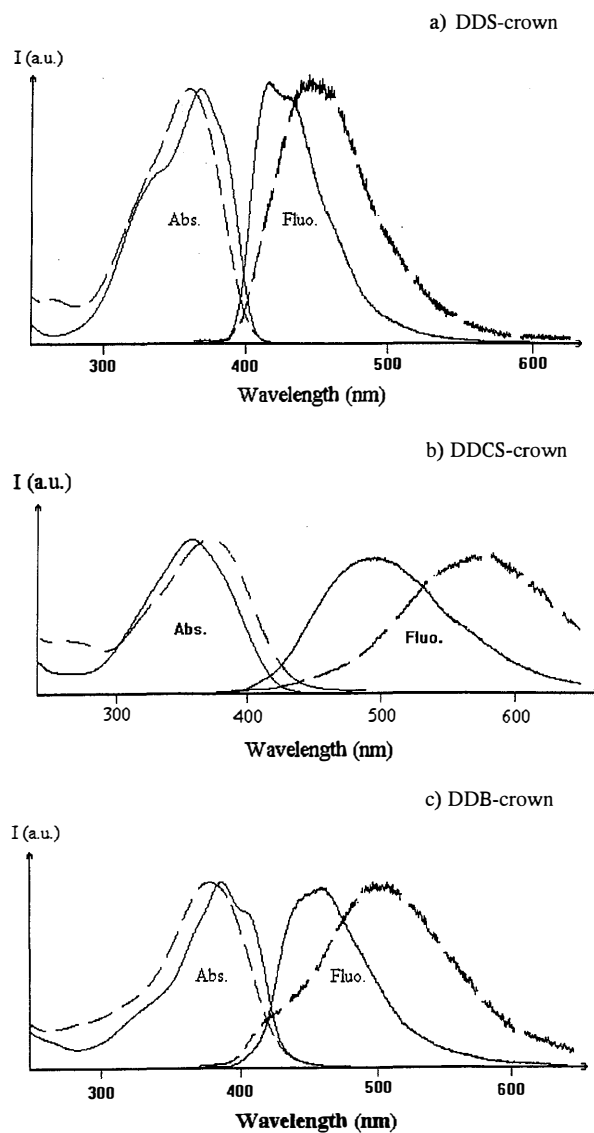 a) DDS-crown
I (a.u.)
Abs.
Fluo.
300 400 500 600
Wavelength (nm)
b) DDCS-crown
I (a.u.)
Abs.
Fluo.
300 400 500 600
Wavelength (nm)
c) DDB-crown
I (a.u.)
Abs.
Fluo.
300 400 500 600
Wavelength (nm)